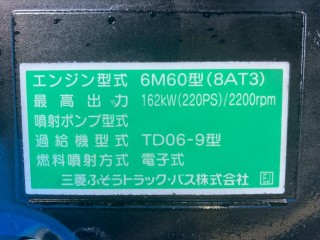 エンジン型式 6M60型(8AT3)
最高出力 162kW(220PS)/2200rpm
噴射ポンプ型式
過給機型式 TD06-9型
燃料噴射方式 電子式
三菱ふそうトラック・バス株式会社